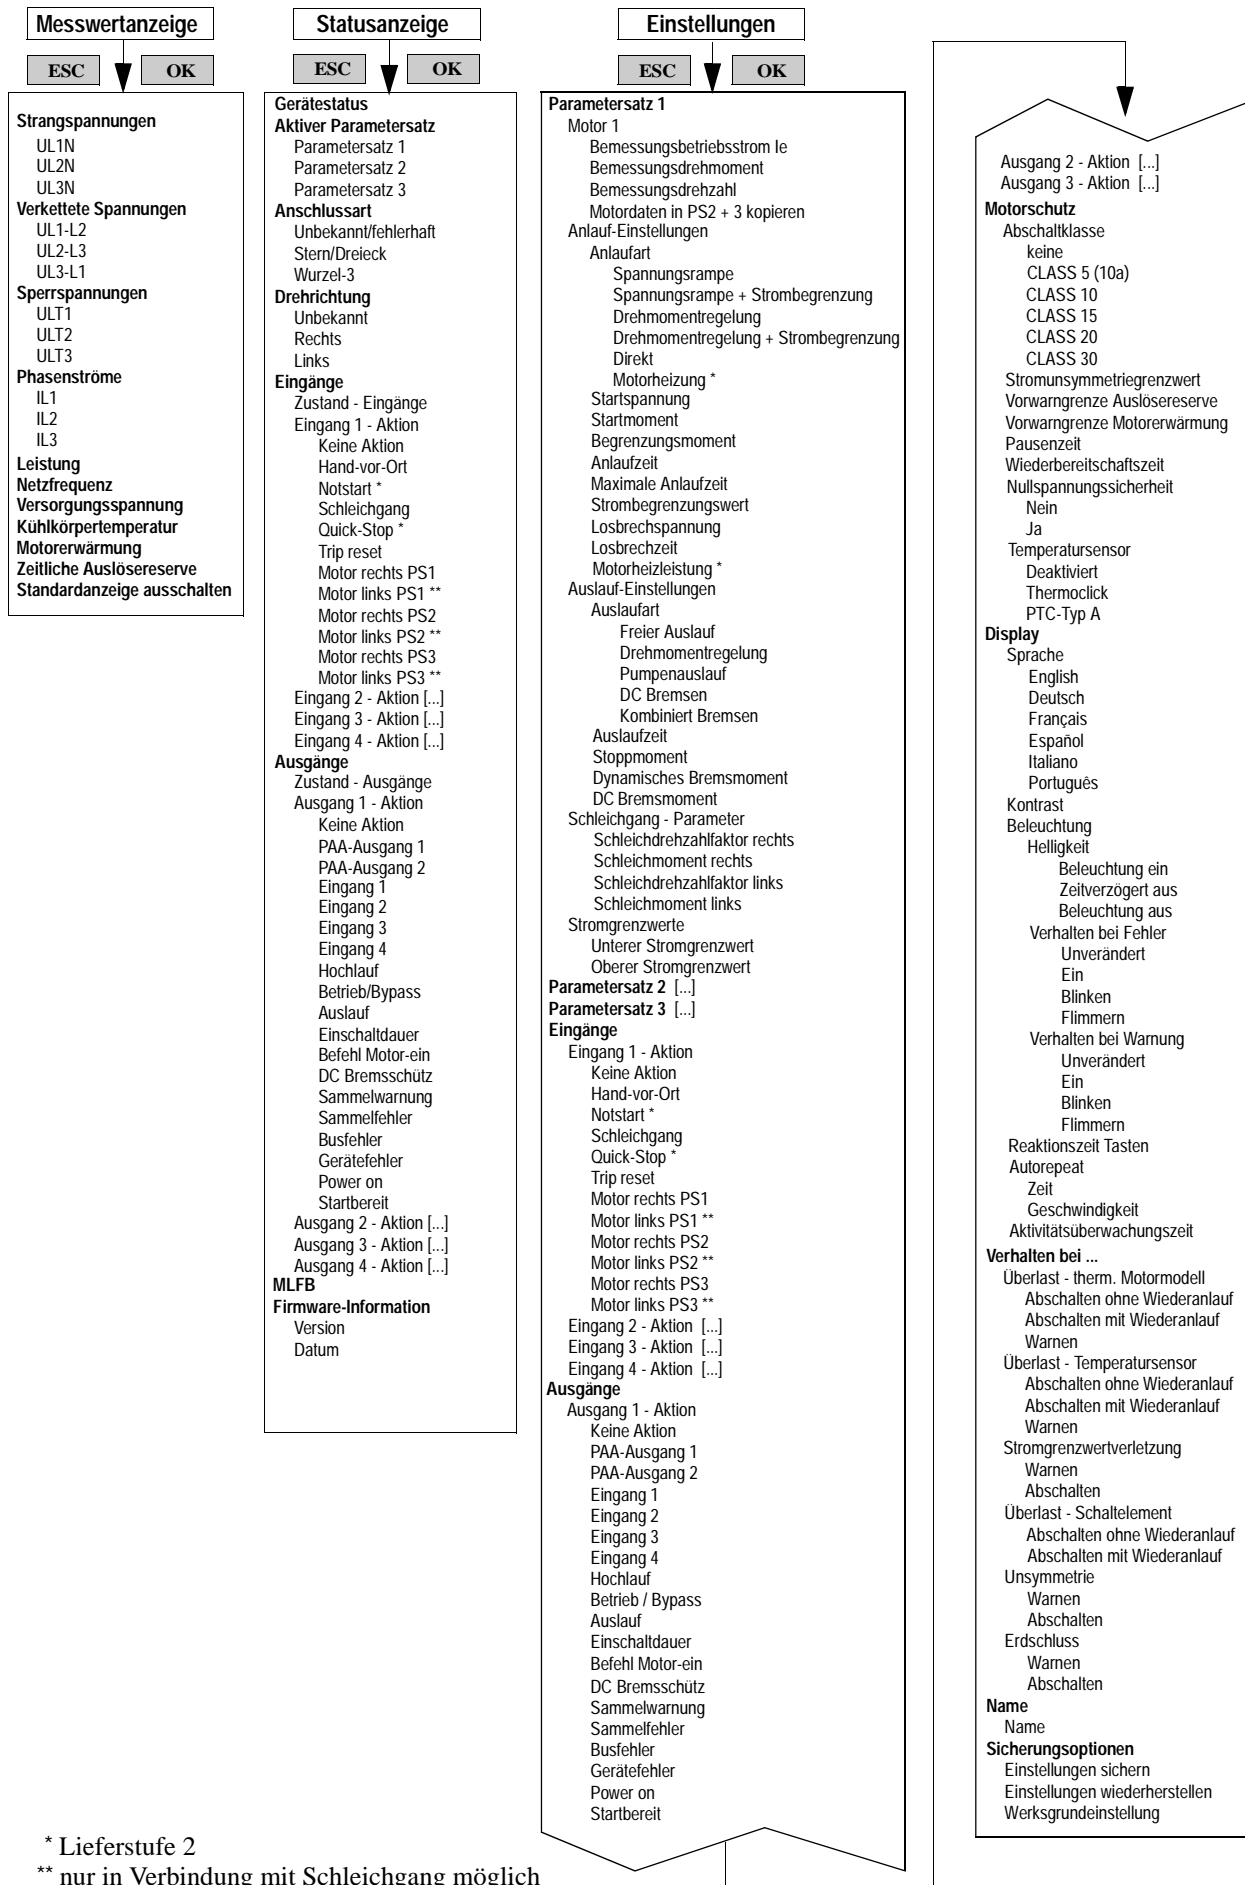 Messwertanzeige
ESC
OK
Strangspannungen
UL1N
UL2N
UL3N
Verkettete Spannungen
UL1-L2
UL2-L3
UL3-L1
Sperrspannungen
ULT1
ULT2
ULT3
Phasenströme
IL1
IL2
IL3
Leistung
Netzfrequenz
Versorgungsspannung
Kühlkörpertemperatur
Motorerwärmung
Zeitliche Auslösereserve
Standardanzeige ausschalten
Statusanzeige
ESC
OK
Gerätestatus
Aktiver Parametersatz
Parametersatz 1
Parametersatz 2
Parametersatz 3
Anschlussart
Unbekannt/fehlerhaft
Stern/Dreieck
Wurzel-3
Drehrichtung
Unbekannt
Rechts
Links
Eingänge
Zustand - Eingänge
Eingang 1 - Aktion
Keine Aktion
Hand-vor-Ort
Notstart *
Schleichgang
Quick-Stop *
Trip reset
Motor rechts PS1
Motor links PS1 **
Motor rechts PS2
Motor links PS2 **
Motor rechts PS3
Motor links PS3 **
Eingang 2 - Aktion [...]
Eingang 3 - Aktion [...]
Eingang 4 - Aktion [...]
Ausgänge
Zustand - Ausgänge
Ausgang 1 - Aktion
Keine Aktion
PAA-Ausgang 1
PAA-Ausgang 2
Eingang 1
Eingang 2
Eingang 3
Eingang 4
Hochlauf
Betrieb/Bypass
Auslauf
Einschaltdauer
Befehl Motor-ein
DC Bremsschütz
Sammelwarnung
Sammelfehler
Busfehler
Gerätefehler
Power on
Startbereit
Ausgang 2 - Aktion [...]
Ausgang 3 - Aktion [...]
Ausgang 4 - Aktion [...]
MLFB
Firmware-Information
Version
Datum
Einstellungen
ESC
OK
Parametersatz 1
Motor 1
Bemessungsbetriebsstrom Ie
Bemessungsdrehmoment
Bemessungsdrehzahl
Motordaten in PS2 + 3 kopieren
Anlauf-Einstellungen
Anlaufart
Spannungsrampe
Spannungsrampe + Strombegrenzung
Drehmomentregelung
Drehmomentregelung + Strombegrenzung
Direkt
Motorheizung *
Startspannung
Startmoment
Begrenzungsmoment
Anlaufzeit
Maximale Anlaufzeit
Strombegrenzungswert
Losbrechspannung
Losbrechzeit
Motorheizleistung *
Auslauf-Einstellungen
Auslaufart
Freier Auslauf
Drehmomentregelung
Pumpenauslauf
DC Bremsen
Kombiniert Bremsen
Auslaufzeit
Stoppmoment
Dynamisches Bremsmoment
DC Bremsmoment
Schleichgang - Parameter
Schleichdrehzahlfaktor rechts
Schleichmoment rechts
Schleichdrehzahlfaktor links
Schleichmoment links
Stromgrenzwerte
Unterer Stromgrenzwert
Oberer Stromgrenzwert
Parametersatz 2 [...]
Parametersatz 3 [...]
Eingänge
Eingang 1 - Aktion
Keine Aktion
Hand-vor-Ort
Notstart *
Schleichgang
Quick-Stop *
Trip reset
Motor rechts PS1
Motor links PS1 **
Motor rechts PS2
Motor links PS2 **
Motor rechts PS3
Motor links PS3 **
Eingang 2 - Aktion [...]
Eingang 3 - Aktion [...]
Eingang 4 - Aktion [...]
Ausgänge
Ausgang 1 - Aktion
Keine Aktion
PAA-Ausgang 1
PAA-Ausgang 2
Eingang 1
Eingang 2
Eingang 3
Eingang 4
Hochlauf
Betrieb / Bypass
Auslauf
Einschaltdauer
Befehl Motor-ein
DC Bremsschütz
Sammelwarnung
Sammelfehler
Busfehler
Gerätefehler
Power on
Startbereit
Ausgang 2 - Aktion [...]
Ausgang 3 - Aktion [...]
Motorschutz
Abschaltklasse
keine
CLASS 5 (10a)
CLASS 10
CLASS 15
CLASS 20
CLASS 30
Stromunsymmetriegrenzwert
Vorwarngrenze Auslösereserve
Vorwarngrenze Motorerwärmung
Pausenzeit
Wiederbereitschaftszeit
Nullspannungssicherheit
Nein
Ja
Temperatursensor
Deaktiviert
Thermoclick
PTC-Typ A
Display
Sprache
English
Deutsch
Français
Español
Italiano
Português
Kontrast
Beleuchtung
Helligkeit
Beleuchtung ein
Zeitverzögert aus
Beleuchtung aus
Verhalten bei Fehler
Unverändert
Ein
Blinken
Flimmern
Verhalten bei Warnung
Unverändert
Ein
Blinken
Flimmern
Reaktionszeit Tasten
Autorepeat
Zeit
Geschwindigkeit
Aktivitätsüberwachungszeit
Verhalten bei ...
Überlast - therm. Motormodell
Abschalten ohne Wiederanlauf
Abschalten mit Wiederanlauf
Warnen
Überlast - Temperatursensor
Abschalten ohne Wiederanlauf
Abschalten mit Wiederanlauf
Warnen
Stromgrenzwertverletzung
Warnen
Abschalten
Überlast - Schaltelement
Abschalten ohne Wiederanlauf
Abschalten mit Wiederanlauf
Unsymmetrie
Warnen
Abschalten
Erdschluss
Warnen
Abschalten
Name
Name
Sicherungsoptionen
Einstellungen sichern
Einstellungen wiederherstellen
Werksgrundeinstellung
* Lieferstufe 2
** nur in Verbindung mit Schleichgang möglich